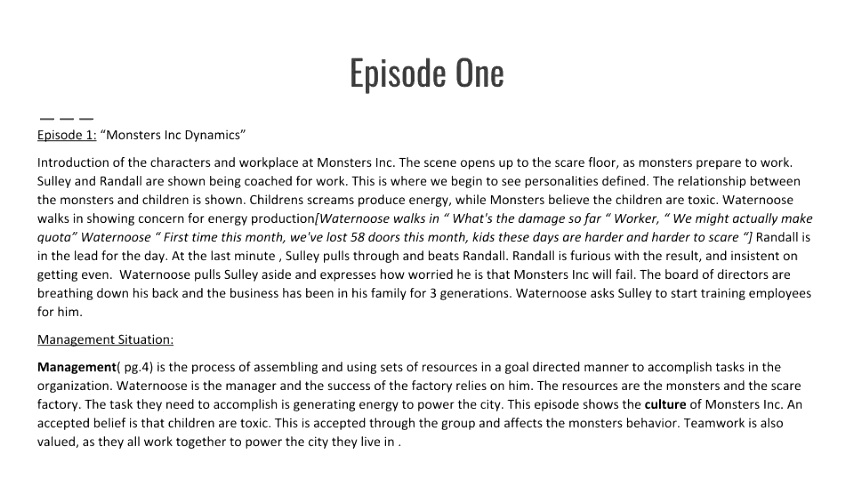 Episode One
Episode 1: “Monsters Inc Dynamics”
Introduction of the characters and workplace at Monsters Inc. The scene opens up to the scare floor, as monsters prepare to work.
Sulley and Randall are shown being coached for work. This is where we begin to see personalities defined. The relationship between
the monsters and children is shown. Childrens screams produce energy, while Monsters believe the children are toxic. Waternoose
walks in showing concern for energy production[Waternoose walks in “ What's the damage so far “ Worker, “ We might actually make
quota” Waternoose “ First time this month, we've lost 58 doors this month, kids these days are harder and harder to scare “] Randall is
in the lead for the day. At the last minute , Sulley pulls through and beats Randall. Randall is furious with the result, and insistent on
getting even.  Waternoose pulls Sulley aside and expresses how worried he is that Monsters Inc will fail. The board of directors are
breathing down his back and the business has been in his family for 3 generations. Waternoose asks Sulley to start training employees
for him.
Management Situation:
Management( pg.4) is the process of assembling and using sets of resources in a goal directed manner to accomplish tasks in the
organization. Waternoose is the manager and the success of the factory relies on him. The resources are the monsters and the scare
factory. The task they need to accomplish is generating energy to power the city. This episode shows the culture of Monsters Inc. An
accepted belief is that children are toxic. This is accepted through the group and affects the monsters behavior. Teamwork is also
valued, as they all work together to power the city they live in .